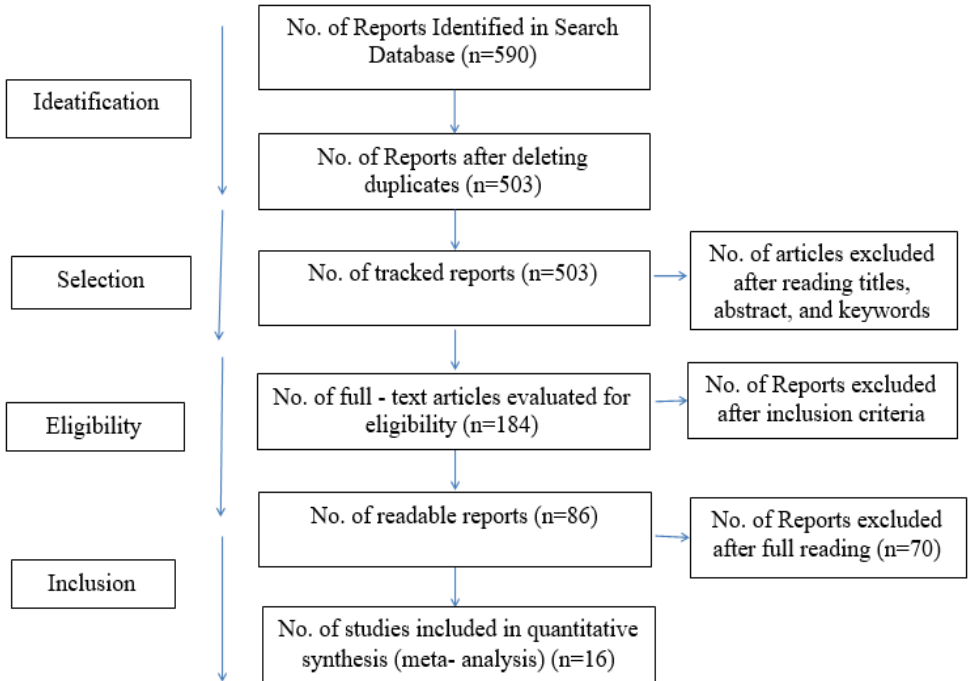 No. of Reports Identified in Search
Database (n=590)
Ideatification
No. of Reports after deleting
duplicates (n=503)
Selection
No. of tracked reports (n=503)
No. of articles excluded
after reading titles,
abstract, and keywords
Eligibility
No. of full - text articles evaluated for
eligibility (n=184)
No. of Reports excluded
after inclusion criteria
No. of readable reports (n=86)
No. of Reports excluded
after full reading (n=70)
Inclusion
No. of studies included in quantitative
synthesis (meta- analysis) (n=16)